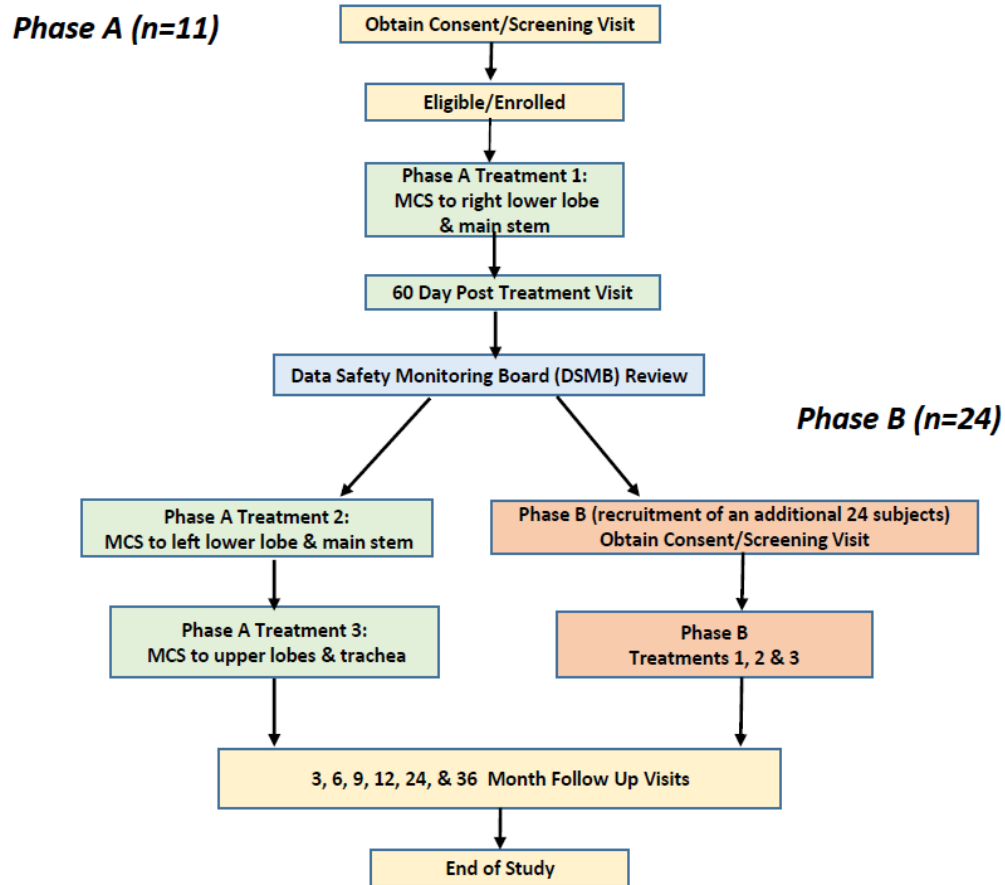 Phase A (n=11)
Obtain Consent/Screening Visit
Eligible/Enrolled
Phase A Treatment 1:
MCS to right lower lobe
& main stem
60 Day Post Treatment Visit
Data Safety Monitoring Board (DSMB) Review
Phase B (n=24)
Phase A Treatment 2:
MCS to left lower lobe & main stem
Phase B (recruitment of an additional 24 subjects)
Obtain Consent/Screening Visit
Phase A Treatment 3:
MCS to upper lobes & trachea
Phase B
Treatments 1, 2 & 3
3, 6, 9, 12, 24, & 36 Month Follow Up Visits
End of Study